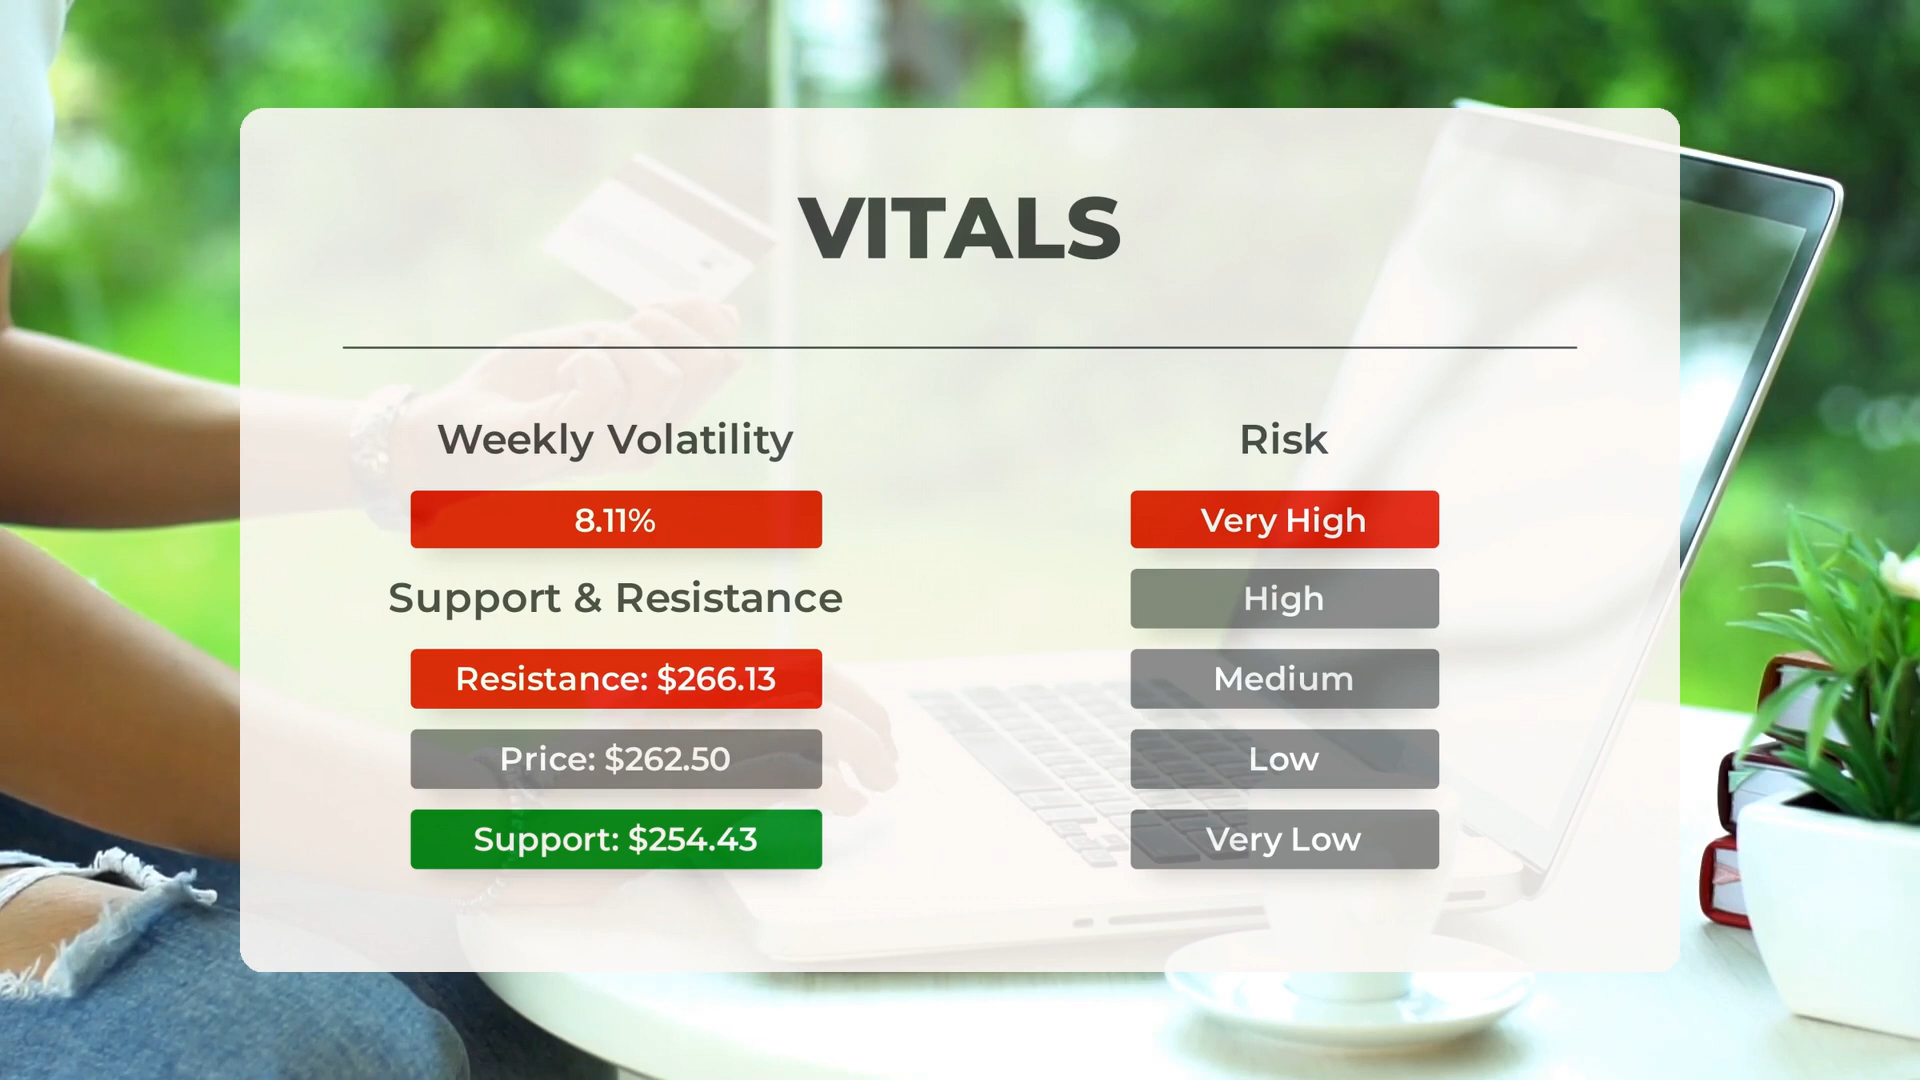 VITALS
Weekly Volatility
8.11%
Support & Resistance
Resistance: $266.13
Price: $262.50
Support: $254.43
Risk
Very High
High
Medium
Low
Very Low